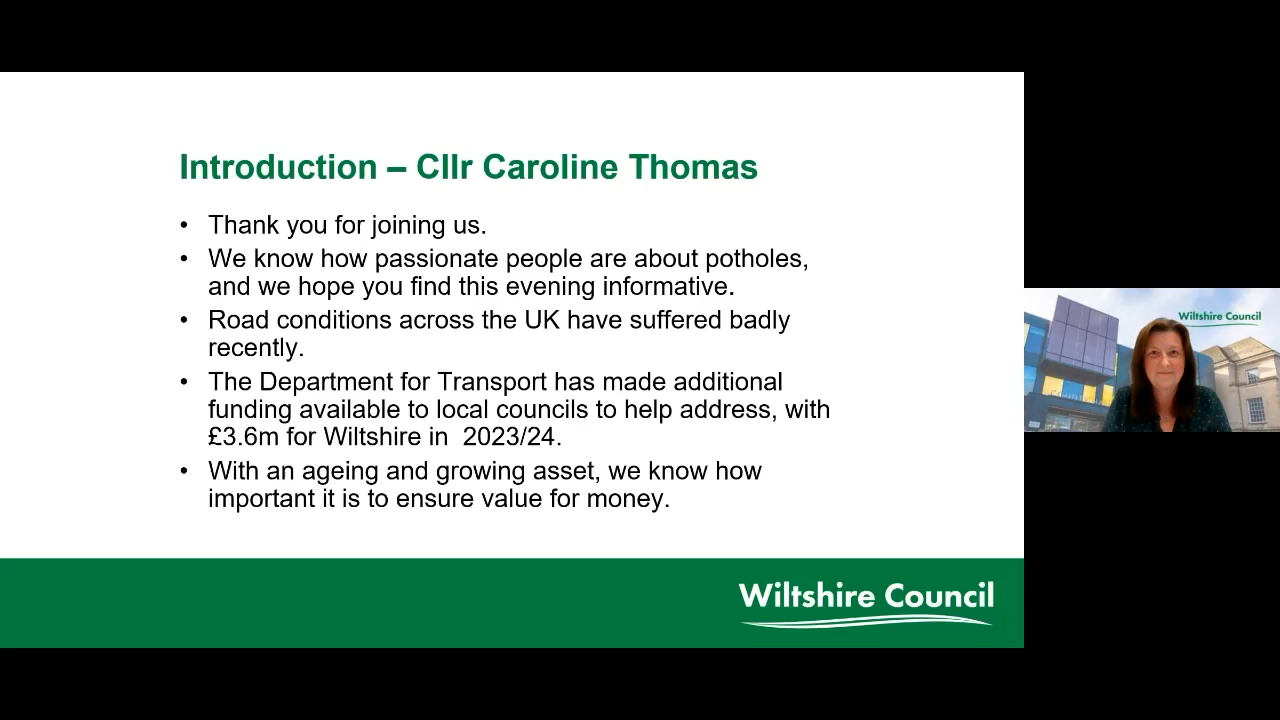 Introduction – Cllr Caroline Thomas
• Thank you for joining us.
• We know how passionate people are about potholes,
and we hope you find this evening informative.
• Road conditions across the UK have suffered badly
recently.
• The Department for Transport has made additional
funding available to local councils to help address, with
£3.6m for Wiltshire in  2023/24.
• With an ageing and growing asset, we know how
important it is to ensure value for money.
Wiltshire Council
Wiltshire Council